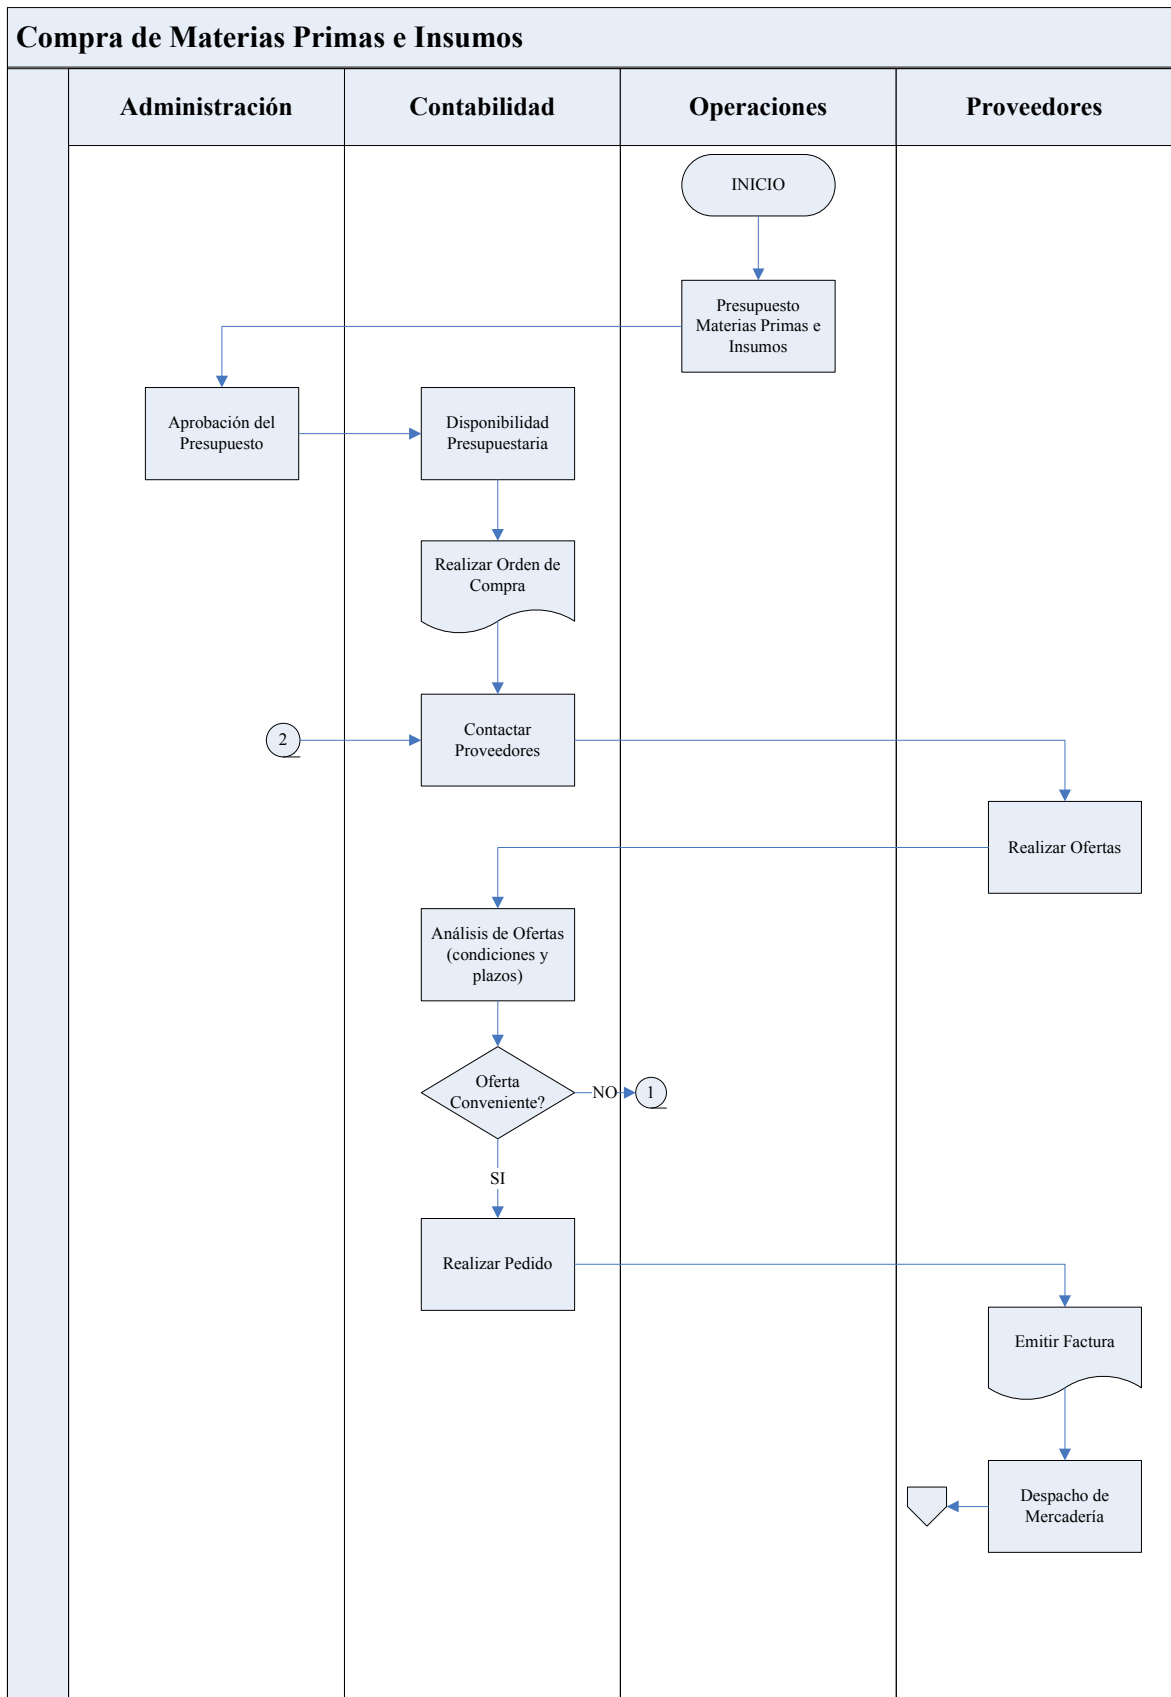 Compra de Materias Primas e Insumos
Administración
Contabilidad
Operaciones
Proveedores
INICIO
Presupuesto
Materias Primas e
Insumos
Aprobación del
Presupuesto
Disponibilidad
Presupuestaria
Realizar Orden de
Compra
2
Contactar
Proveedores
Realizar Ofertas
Análisis de Ofertas
(condiciones y
plazos)
Oferta
Conveniente?
NO
1
SI
Realizar Pedido
Emitir Factura
Despacho de
Mercadería